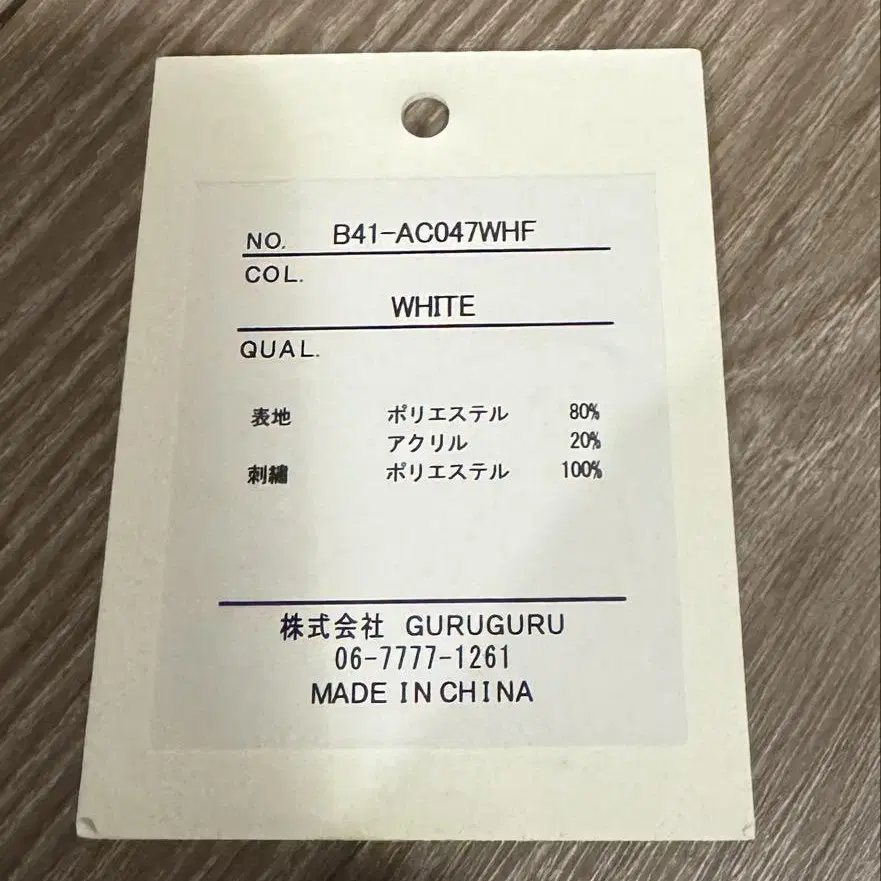 NO. B41-AC047WHF
COL.
WHITE
QUAL.
表地 ポリエステル 80%
アクリル 20%
刺繍 ポリエステル 100%
株式会社 GURUGURU
06-7777-1261
MADE IN CHINA